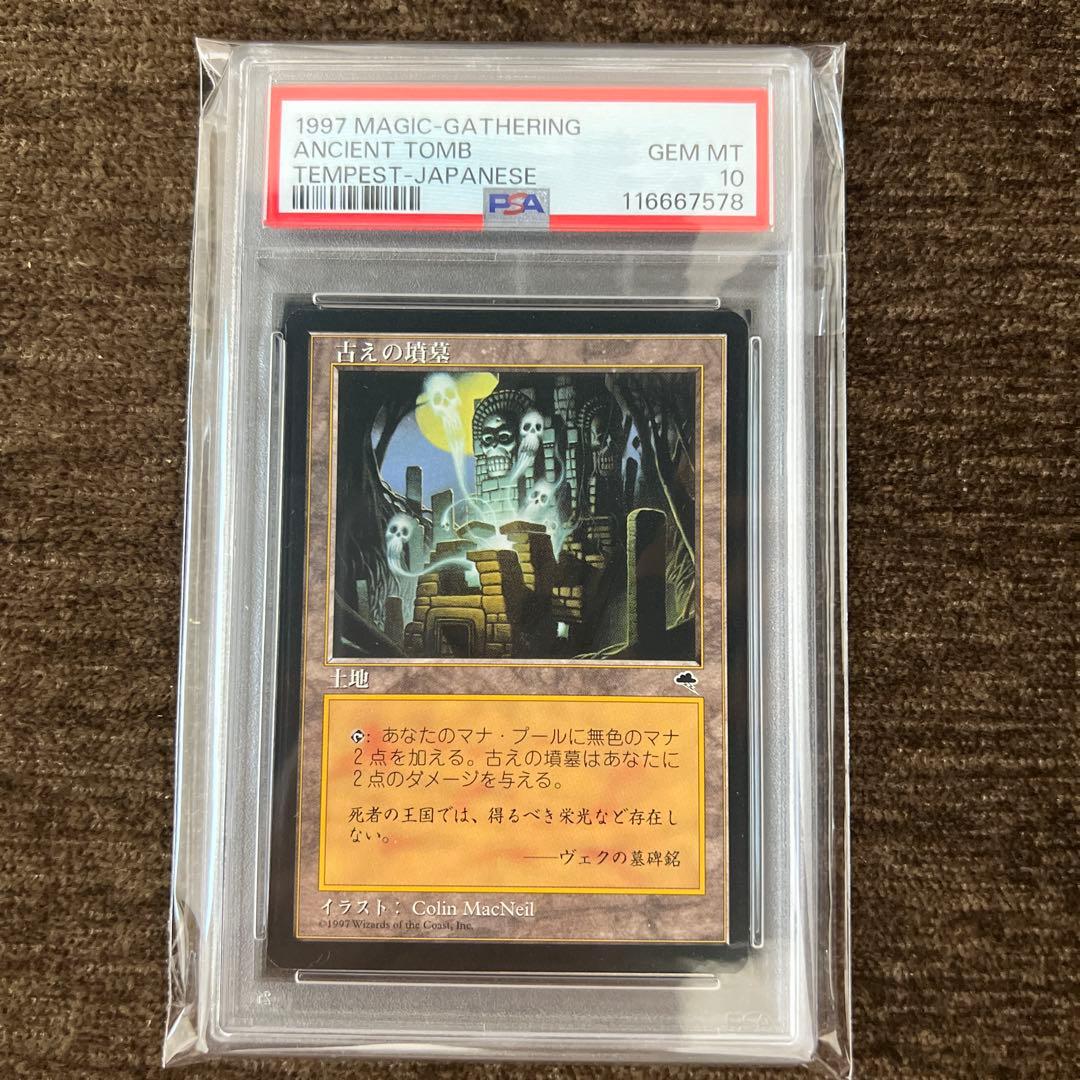 1997 MAGIC-GATHERING
ANCIENT TOMB GEM MT
TEMPEST-JAPANESE 10
PSA 116667578
古えの墳墓
土地
: あなたのマナ・プールに無色のマナ
2点を加える。古えの墳墓はあなたに
2点のダメージを与える。
死者の王国では、得るべき栄光など存在し
ない。
――ヴェクの墓碑銘
イラスト: Colin MacNeil
©1997 Wizards of the Coast, Inc.